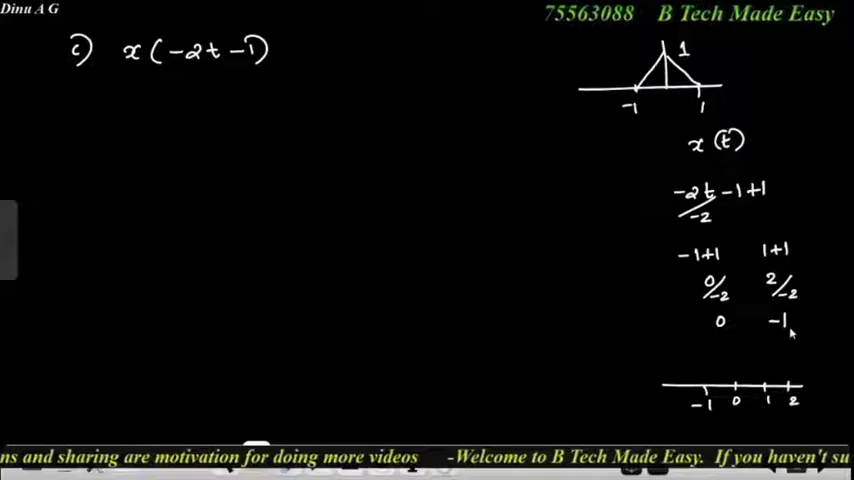 Dinu A G
75563088 B Tech Made Easy
c) x(-2t-1)
1
-1 1
x(t)
-2t-1+1
/-2
-1+1 1+1
0/-2 2/-2
0 -1
-1 0 1 2
ns and sharing are motivation for doing more videos -Welcome to B Tech Made Easy. If you haven't su